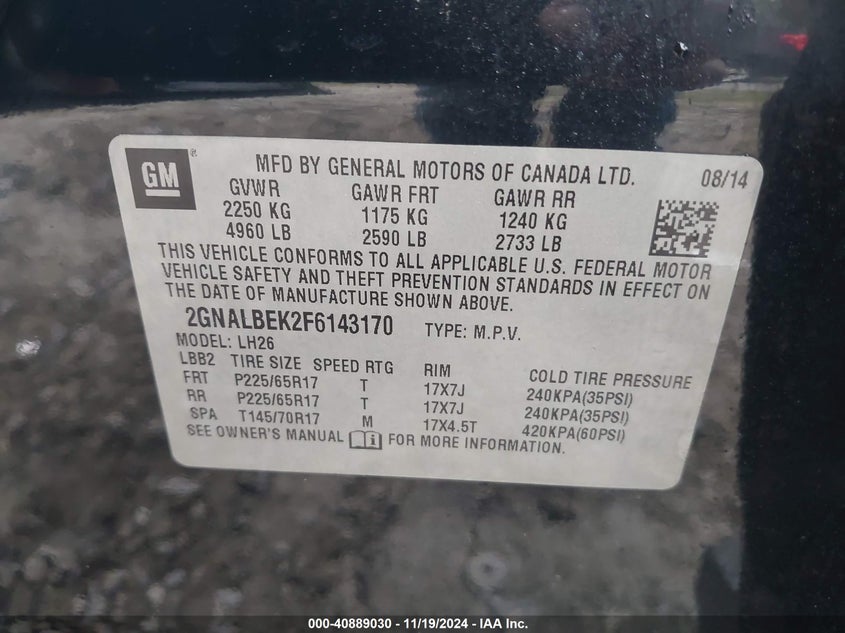 GM
MFD BY GENERAL MOTORS OF CANADA LTD. 08/14
GVWR GAWR FRT GAWR RR
2250 KG 1175 KG 1240 KG
4960 LB 2590 LB 2733 LB
THIS VEHICLE CONFORMS TO ALL APPLICABLE U.S. FEDERAL MOTOR
VEHICLE SAFETY AND THEFT PREVENTION STANDARDS IN EFFECT ON
THE DATE OF MANUFACTURE SHOWN ABOVE.
2GNALBEK2F6143170 TYPE: M.P.V.
MODEL: LH26
LBB2 TIRE SIZE SPEED RTG RIM COLD TIRE PRESSURE
FRT P225/65R17 T 17X7J 240KPA(35PSI)
RR P225/65R17 T 17X7J 240KPA(35PSI)
SPA T145/70R17 M 17X4.5T 420KPA(60PSI)
SEE OWNER'S MANUAL FOR MORE INFORMATION.
000-40889030 - 11/19/2024 - IAA Inc.